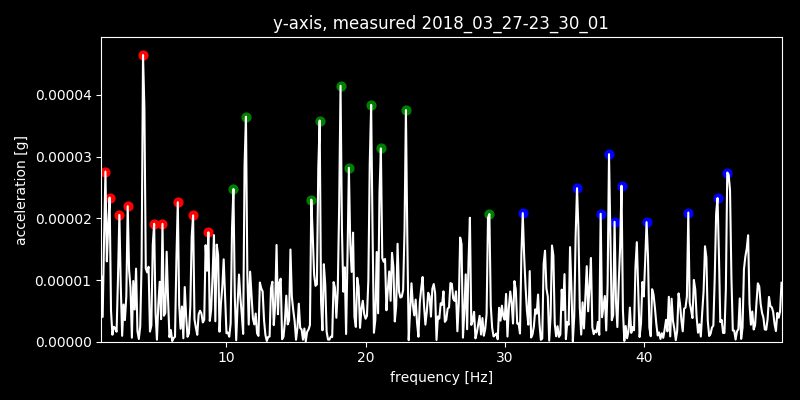 y-axis, measured 2018_03_27-23_30_01
acceleration [g]
0.00004
0.00003
0.00002
0.00001
0.00000
10 20 30 40
frequency [Hz]